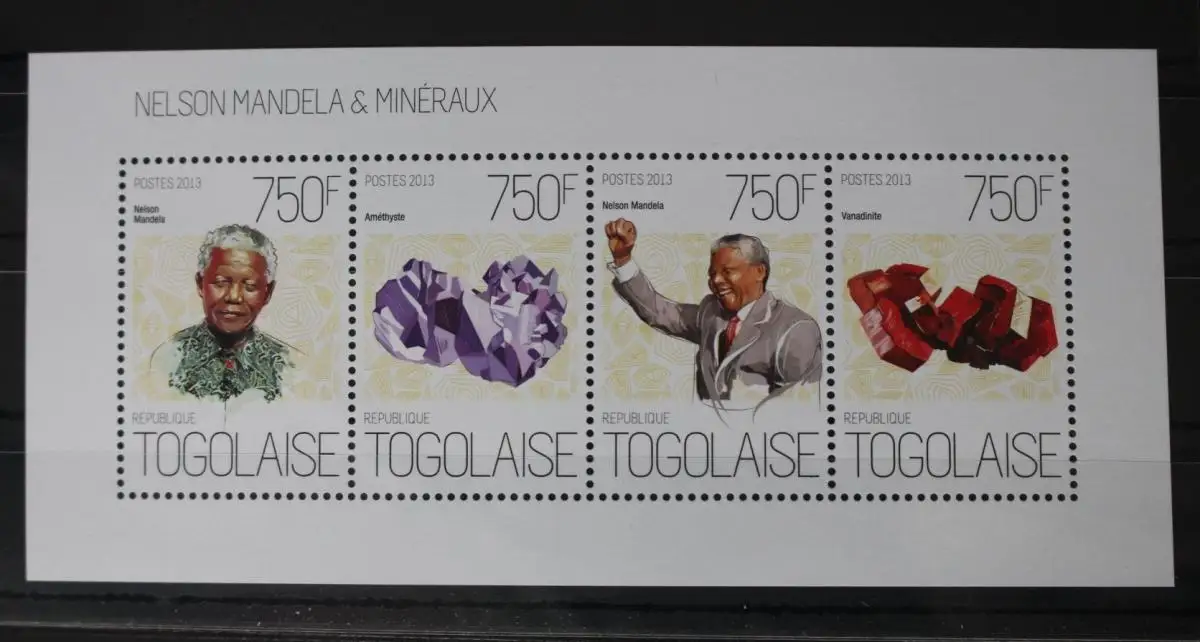 NELSON MANDELA & MINÉRAUX
POSTES 2013
750F
Nelson
Mandela
REPUBLIQUE
TOGOLAISE
POSTES 2013
750F
Améthyste
REPUBLIQUE
TOGOLAISE
POSTES 2013
750F
Nelson Mandela
REPUBLIQUE
TOGOLAISE
POSTES 2013
750F
Vanadinite
REPUBLIQUE
TOGOLAISE